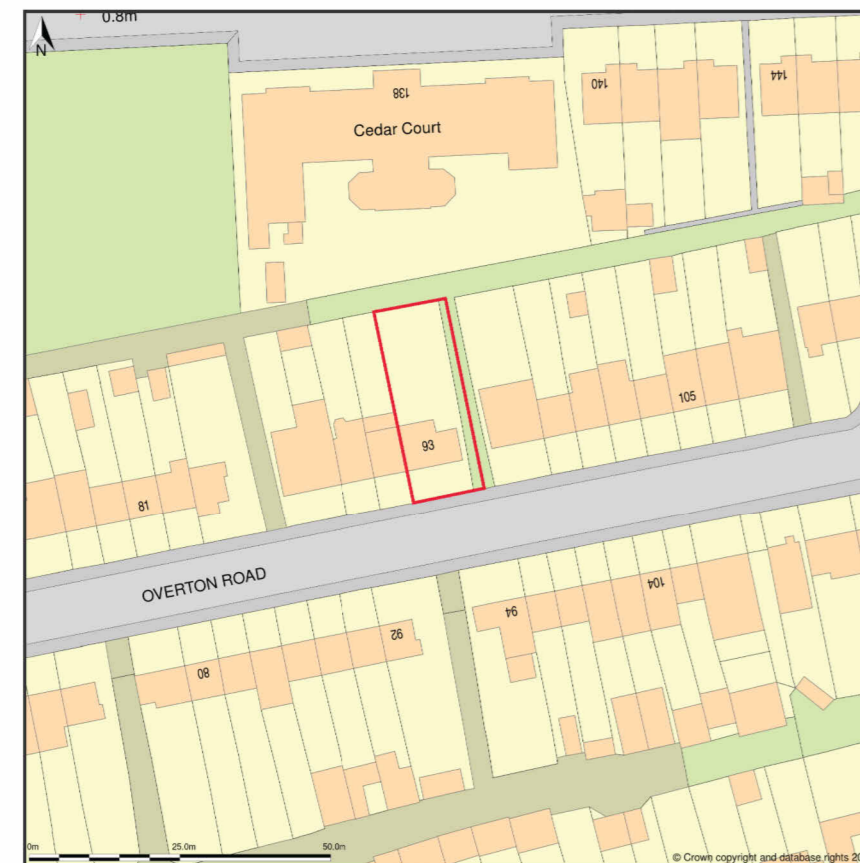 0.8m
N
138
Cedar Court
140
144
93
105
81
OVERTON ROAD
92
80
94
104
0m
25.0m
50.0m
© Crown copyright and database rights 20